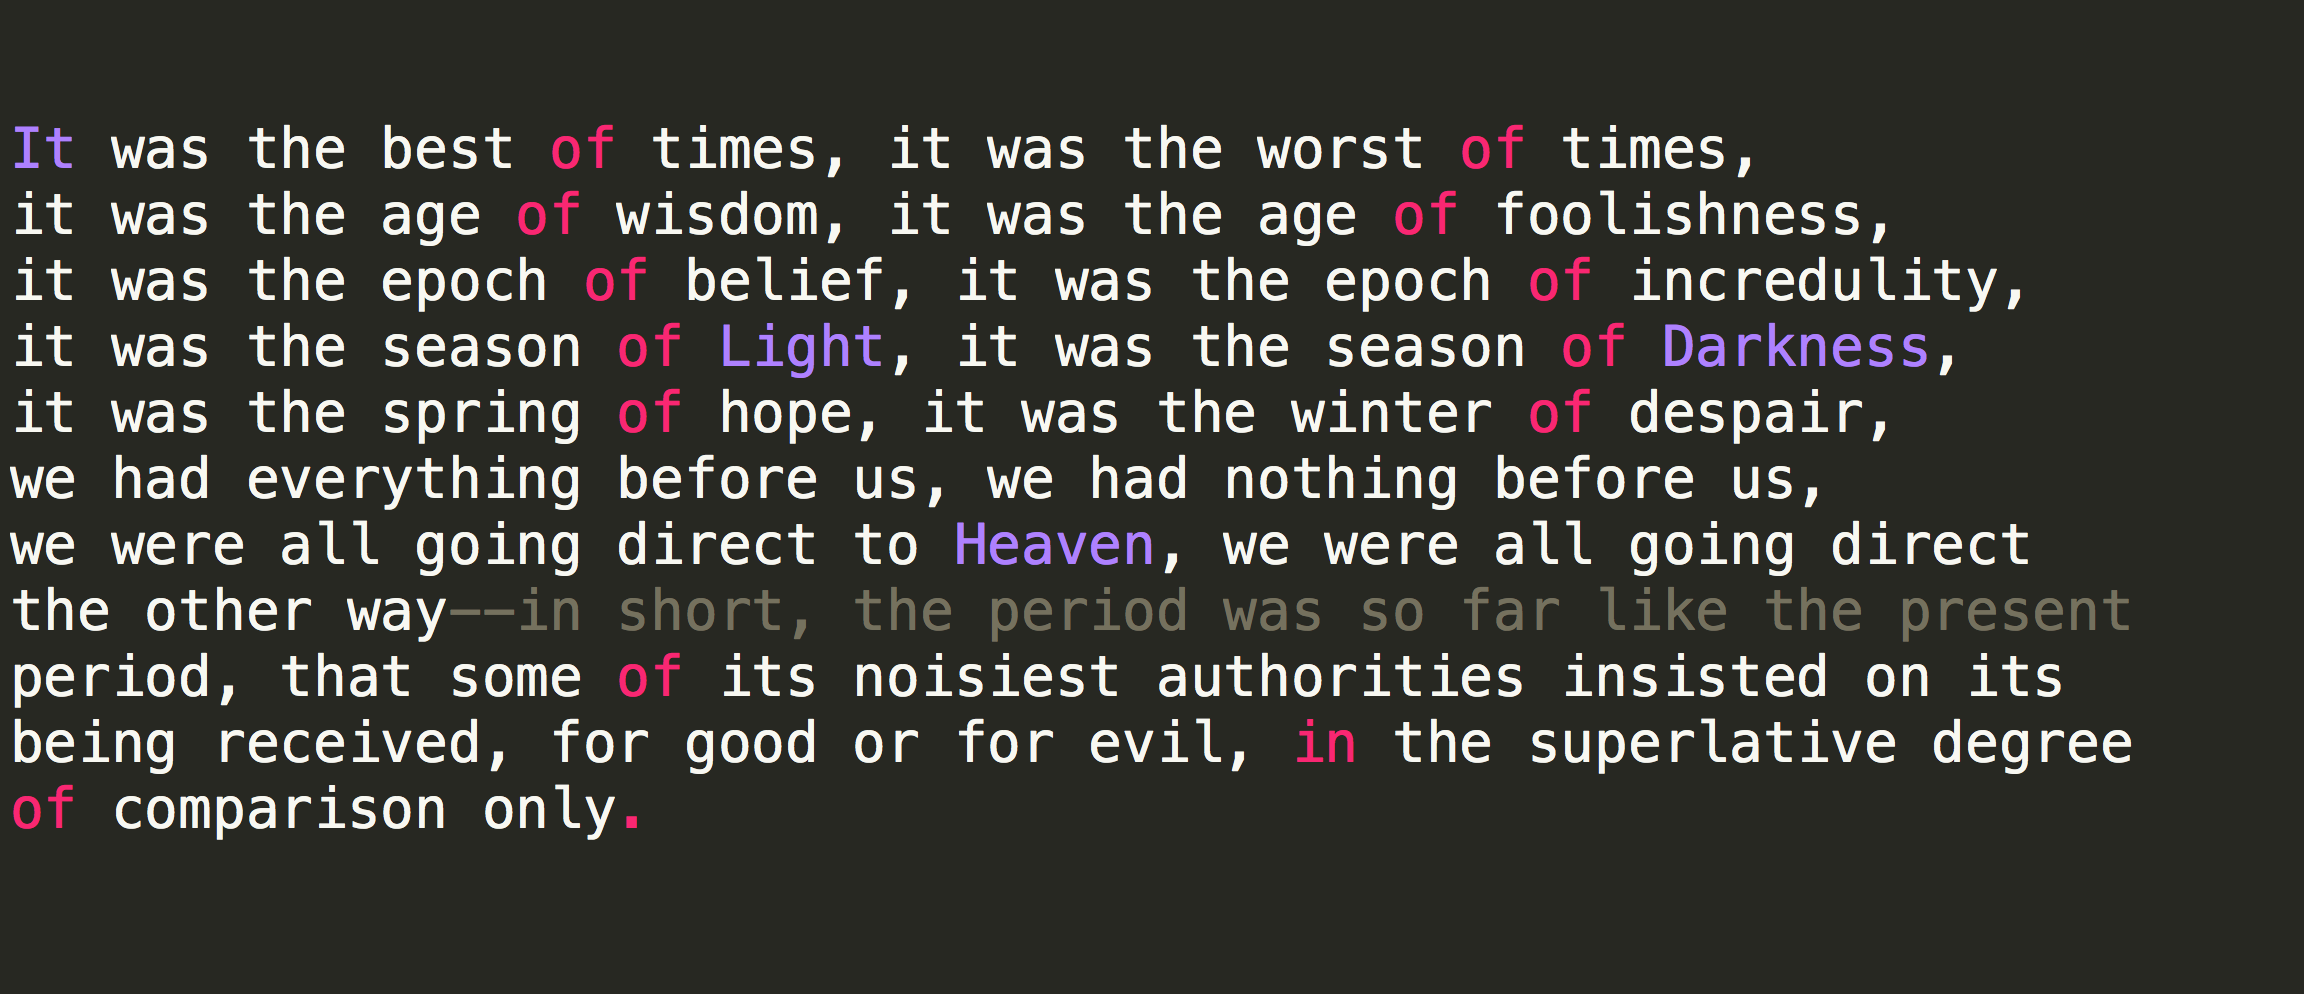 It was the best of times, it was the worst of times,
it was the age of wisdom, it was the age of foolishness,
it was the epoch of belief, it was the epoch of incredulity,
it was the season of Light, it was the season of Darkness,
it was the spring of hope, it was the winter of despair,
we had everything before us, we had nothing before us,
we were all going direct to Heaven, we were all going direct
the other way--in short, the period was so far like the present
period, that some of its noisiest authorities insisted on its
being received, for good or for evil, in the superlative degree
of comparison only.